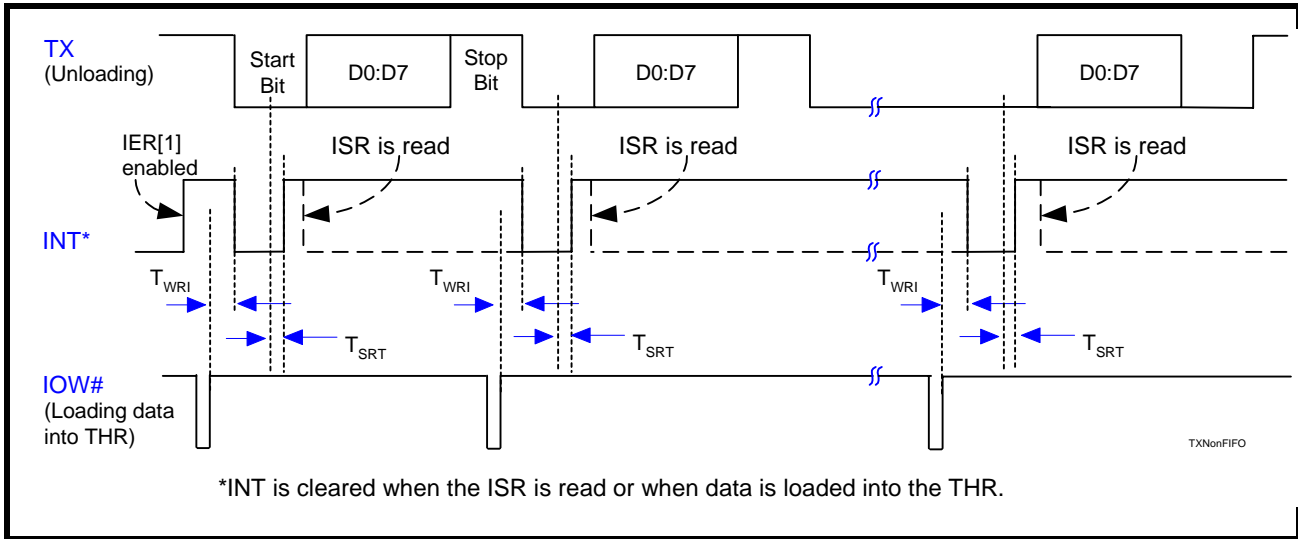 TX
(Unloading)
Start
Bit
D0:D7
Stop
Bit
D0:D7
D0:D7
IER[1]
enabled
ISR is read
ISR is read
ISR is read
INT*
TWRI
TWRI
TWRI
TSRT
TSRT
TSRT
IOW#
(Loading data
into THR)
TXNonFIFO
*INT is cleared when the ISR is read or when data is loaded into the THR.